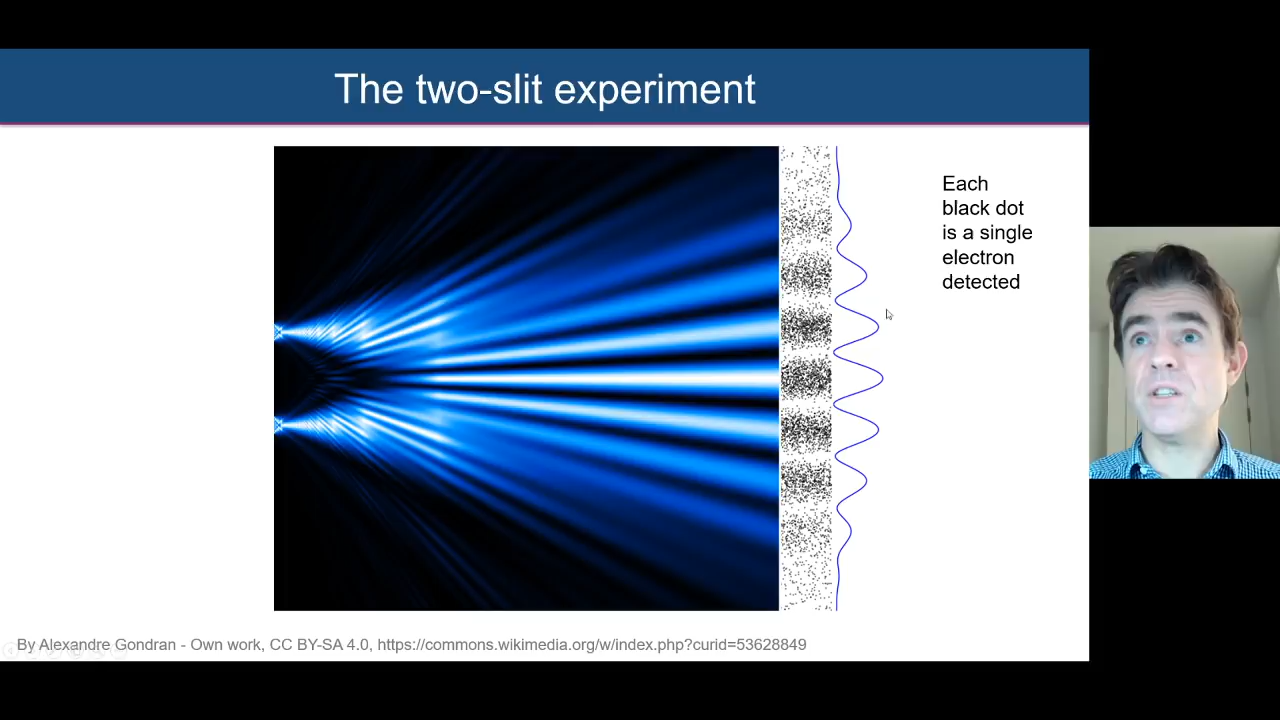 The two-slit experiment
Each
black dot
is a single
electron
detected
By Alexandre Gondran - Own work, CC BY-SA 4.0, https://commons.wikimedia.org/w/index.php?curid=53628849